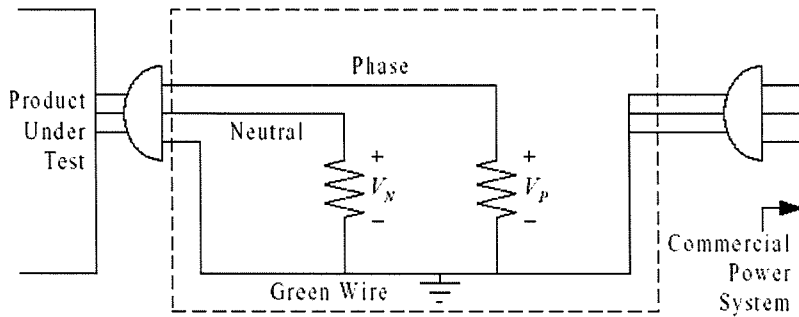 Phase
Product
Under
Test
Neutral
+
+
V_N
V_P
−
−
Green Wire
Commercial
Power
System